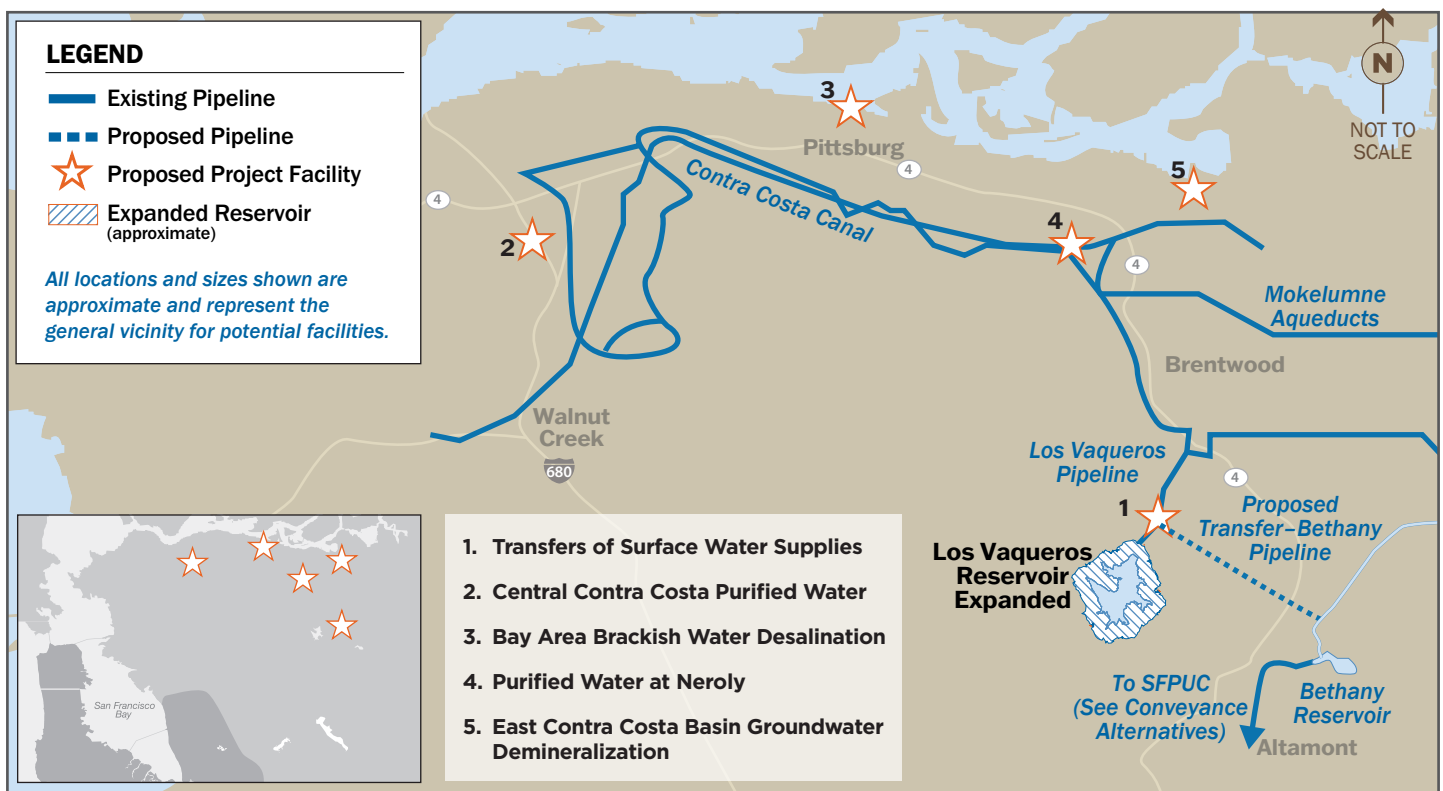 LEGEND
Existing Pipeline
Proposed Pipeline
Proposed Project Facility
Expanded Reservoir
(approximate)
All locations and sizes shown are
approximate and represent the
general vicinity for potential facilities.
N
NOT TO
SCALE
3
Pittsburg
4
4
Contra Costa Canal
5
4
2
4
Mokelumne
Aqueducts
Brentwood
Walnut
Creek
680
Los Vaqueros
Pipeline
4
1
Proposed
Transfer–Bethany
Pipeline
Los Vaqueros
Reservoir
Expanded
To SFPUC
(See Conveyance
Alternatives)
Bethany
Reservoir
Altamont
San Francisco
Bay
1. Transfers of Surface Water Supplies
2. Central Contra Costa Purified Water
3. Bay Area Brackish Water Desalination
4. Purified Water at Neroly
5. East Contra Costa Basin Groundwater
Demineralization